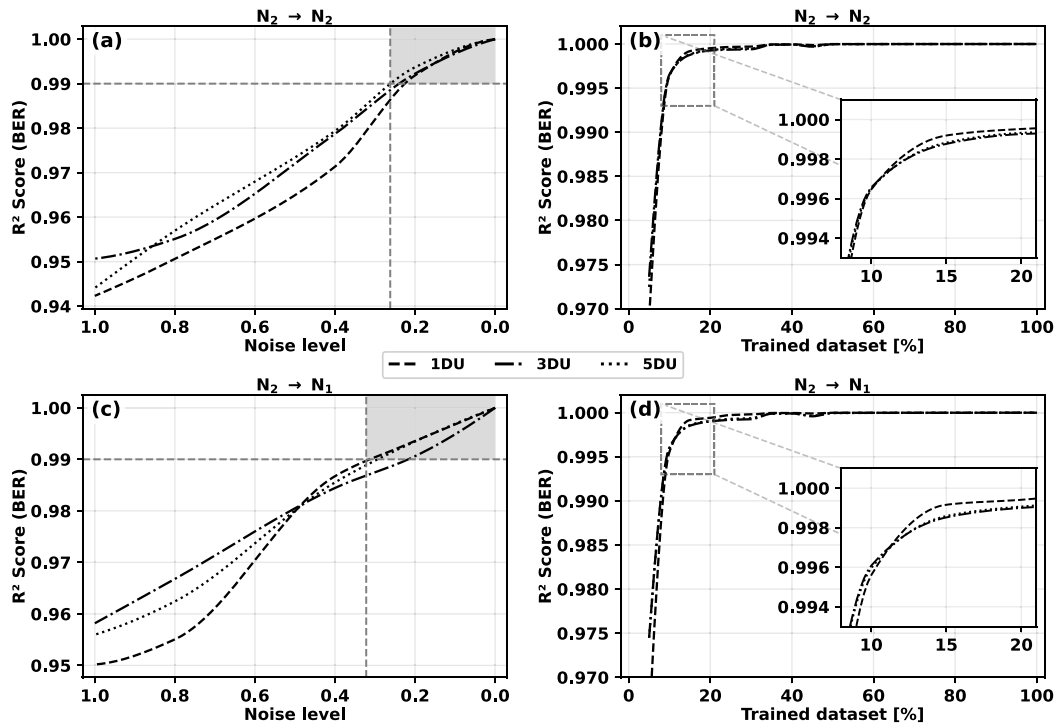 N₂ → N₂
(a)
R² Score (BER)
1.00
0.99
0.98
0.97
0.96
0.95
0.94
1.0 0.8 0.6 0.4 0.2 0.0
Noise level
N₂ → N₂
(b)
R² Score (BER)
1.000
0.995
0.990
0.985
0.980
0.975
0.970
1.000
0.998
0.996
0.994
10 15 20
0 20 40 60 80 100
Trained dataset [%]
1DU 3DU 5DU
N₂ → N₁
(c)
R² Score (BER)
1.00
0.99
0.98
0.97
0.96
0.95
1.0 0.8 0.6 0.4 0.2 0.0
Noise level
N₂ → N₁
(d)
R² Score (BER)
1.000
0.995
0.990
0.985
0.980
0.975
0.970
1.000
0.998
0.996
0.994
10 15 20
0 20 40 60 80 100
Trained dataset [%]